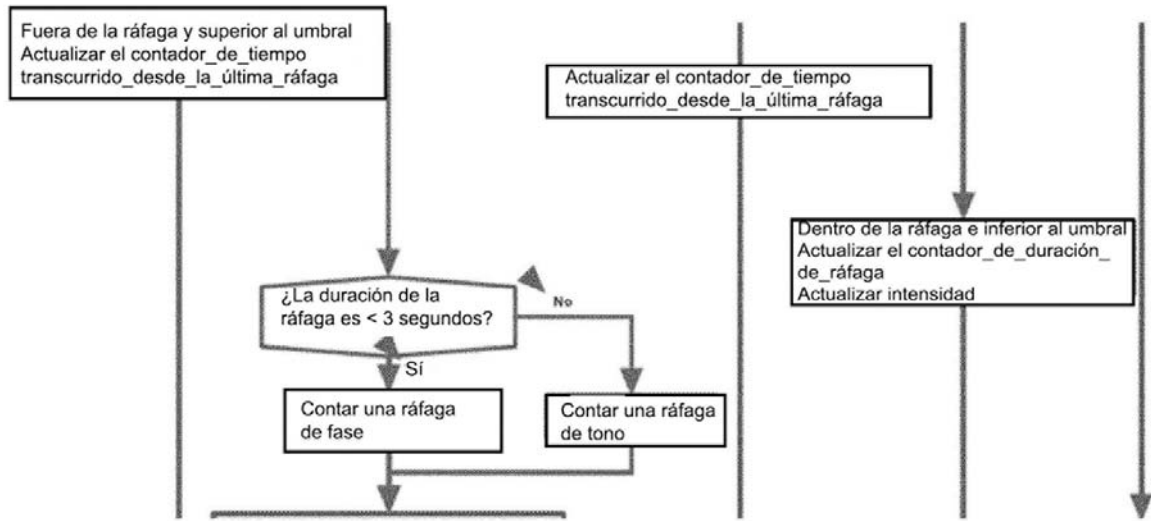 Fuera de la ráfaga y superior al umbral
Actualizar el contador_de_tiempo
transcurrido_desde_la_última_ráfaga
Actualizar el contador_de_tiempo
transcurrido_desde_la_última_ráfaga
Dentro de la ráfaga e inferior al umbral
Actualizar el contador_de_duración_
de_ráfaga
Actualizar intensidad
¿La duración de la
ráfaga es < 3 segundos?
No
Sí
Contar una ráfaga
de fase
Contar una ráfaga
de tono